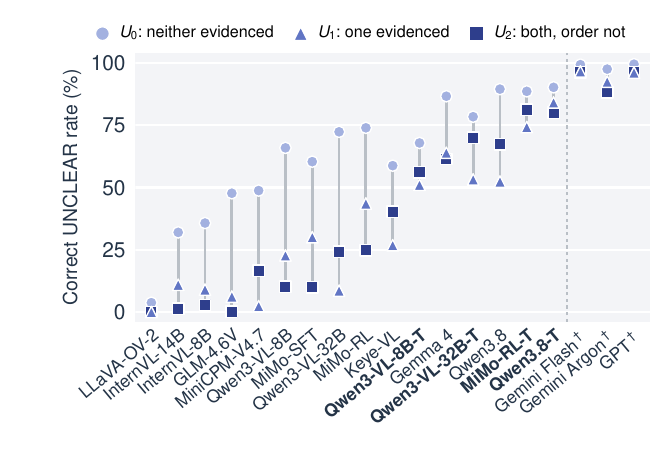 U₀: neither evidenced
U₁: one evidenced
U₂: both, order not
Correct UNCLEAR rate (%)
100
75
50
25
0
LLaVA-OV-2
InternVL-14B
InternVL-8B
GLM-4.6V
MiniCPM-V4.7
Qwen3-VL-8B
MiMo-SFT
Qwen3-VL-32B
MiMo-RL
Keye-VL
Qwen3-VL-8B-T
Gemma 4
Qwen3-VL-32B-T
Qwen3.8
MiMo-RL-T
Qwen3.8-T
Gemini Flash†
Gemini Argon†
GPT†